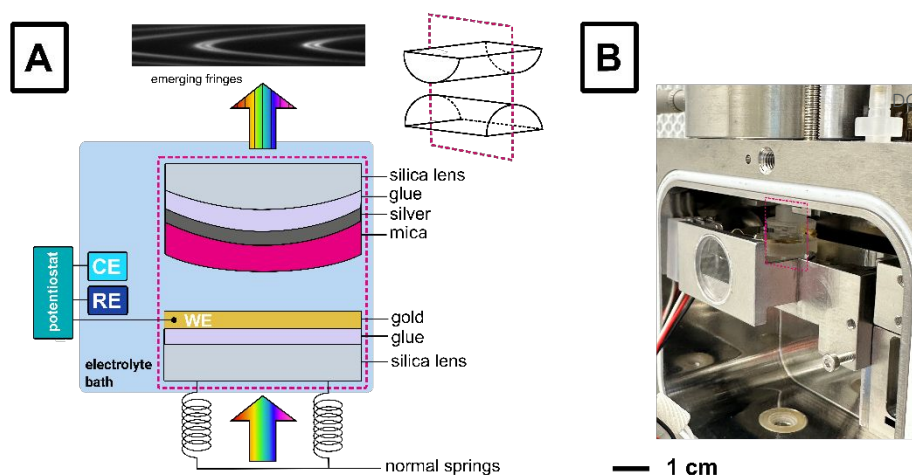 A
B
emerging fringes
silica lens
glue
silver
mica
potentiostat
CE
RE
WE
gold
glue
silica lens
electrolyte
bath
normal springs
1 cm